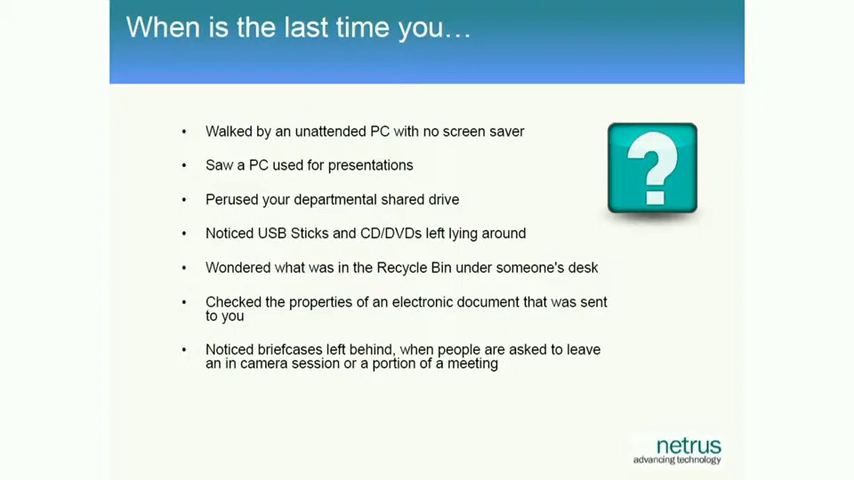 When is the last time you…
• Walked by an unattended PC with no screen saver
• Saw a PC used for presentations
• Perused your departmental shared drive
• Noticed USB Sticks and CD/DVDs left lying around
• Wondered what was in the Recycle Bin under someone's desk
• Checked the properties of an electronic document that was sent
to you
• Noticed briefcases left behind, when people are asked to leave
an in camera session or a portion of a meeting
?
netrus
advancing technology